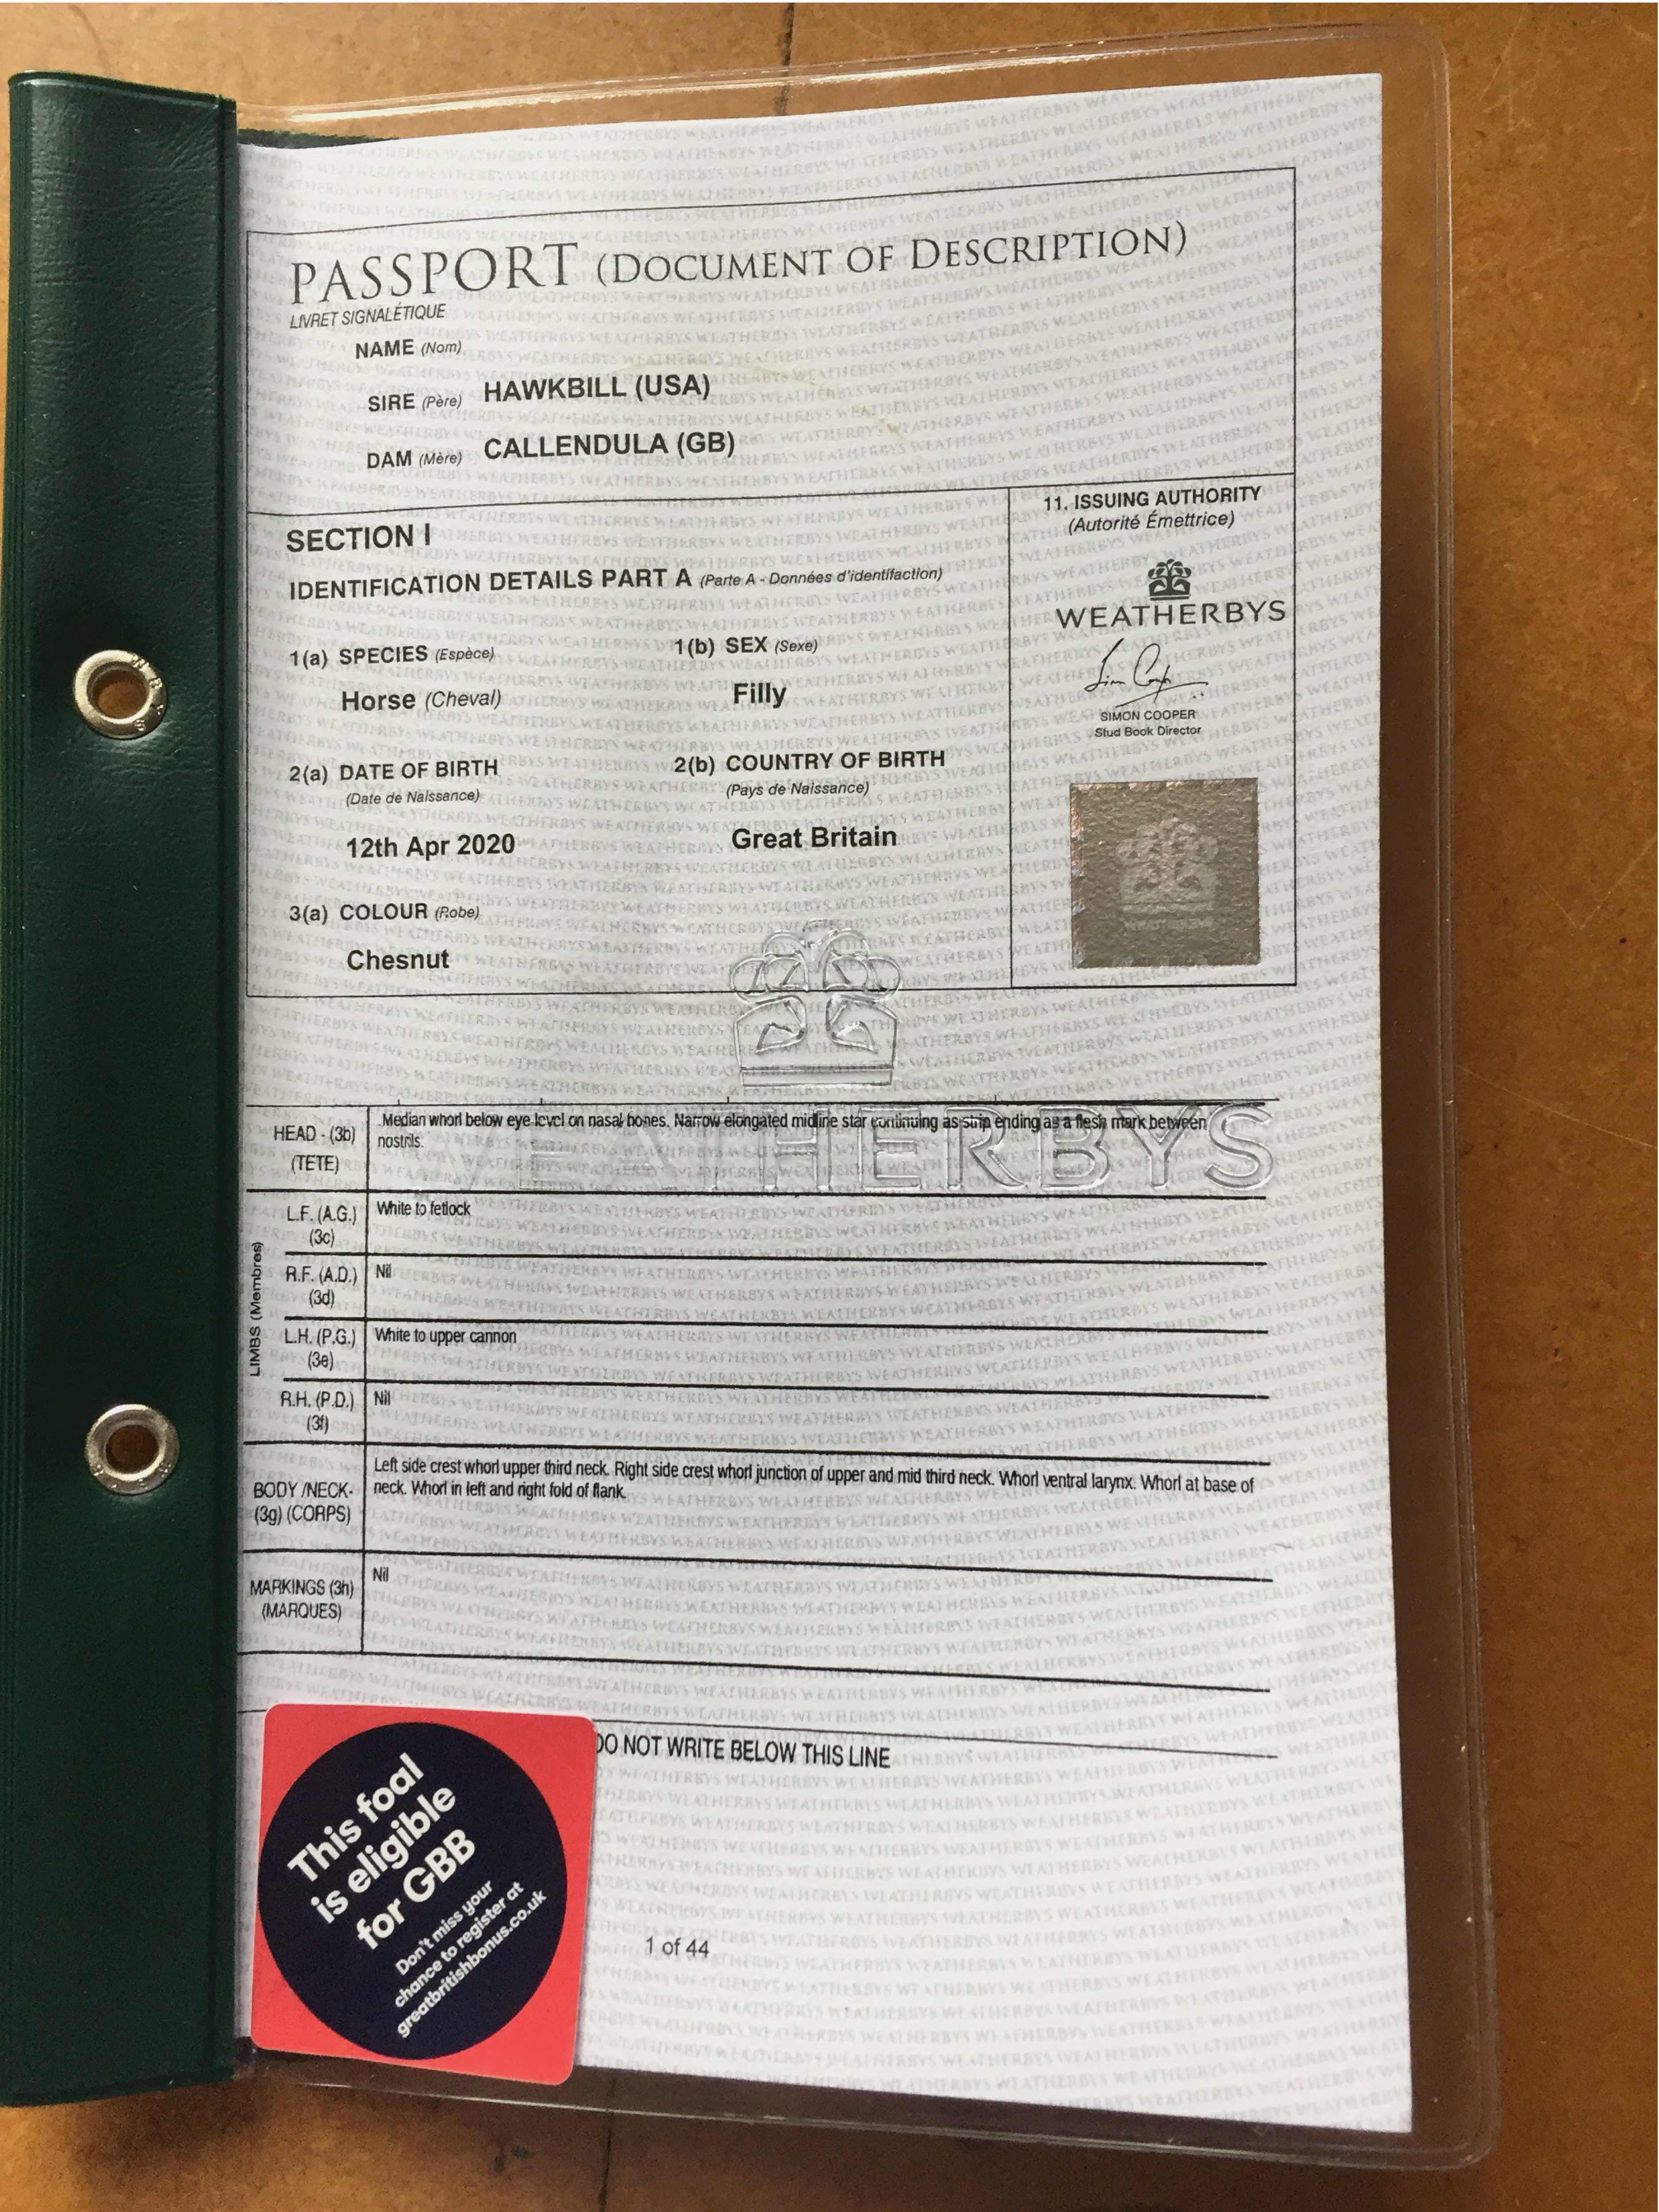 PASSPORT (DOCUMENT OF DESCRIPTION)
LIVRET SIGNALÉTIQUE
NAME (Nom)
SIRE (Père) HAWKBILL (USA)
DAM (Mère) CALLENDULA (GB)
SECTION I
IDENTIFICATION DETAILS PART A (Parte A - Données d'identifaction)
1(a) SPECIES (Espèce) 1(b) SEX (Sexe)
Horse (Cheval) Filly
2(a) DATE OF BIRTH 2(b) COUNTRY OF BIRTH
(Date de Naissance) (Pays de Naissance)
12th Apr 2020 Great Britain
3(a) COLOUR (Robe)
Chesnut
11. ISSUING AUTHORITY
(Autorité Émettrice)
WEATHERBYS
SIMON COOPER
Stud Book Director
WEATHERBYS
HEAD - (3b) Median whorl below eye level on nasal bones. Narrow elongated midline star continuing as strip ending as a flesh mark between
(TETE) nostrils.
LIMBS (Membres)
L.F. (A.G.) White to fetlock
(3c)
R.F. (A.D.) Nil
(3d)
L.H. (P.G.) White to upper cannon
(3e)
R.H. (P.D.) Nil
(3f)
BODY /NECK- Left side crest whorl upper third neck. Right side crest whorl junction of upper and mid third neck. Whorl ventral larynx. Whorl at base of
(3g) (CORPS) neck. Whorl in left and right fold of flank.
MARKINGS (3h) Nil
(MARQUES)
DO NOT WRITE BELOW THIS LINE
This foal
is eligible
for GBB
Don't miss your
chance to register at
greatbritishbonus.co.uk
1 of 44